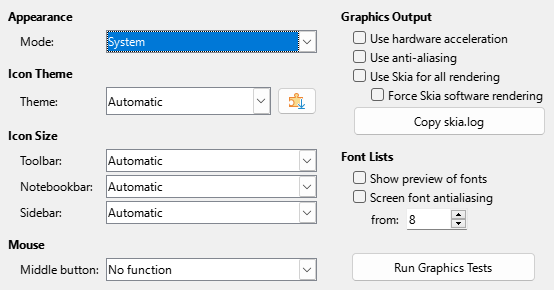 Appearance
Mode: System
Icon Theme
Theme: Automatic
Icon Size
Toolbar: Automatic
Notebookbar: Automatic
Sidebar: Automatic
Mouse
Middle button: No function
Graphics Output
Use hardware acceleration
Use anti-aliasing
Use Skia for all rendering
Force Skia software rendering
Copy skia.log
Font Lists
Show preview of fonts
Screen font antialiasing
from: 8
Run Graphics Tests